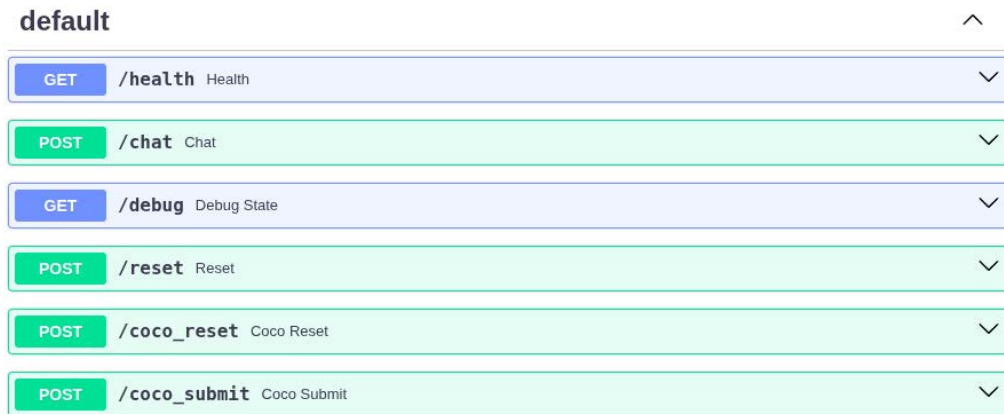 default
GET /health Health
POST /chat Chat
GET /debug Debug State
POST /reset Reset
POST /coco_reset Coco Reset
POST /coco_submit Coco Submit